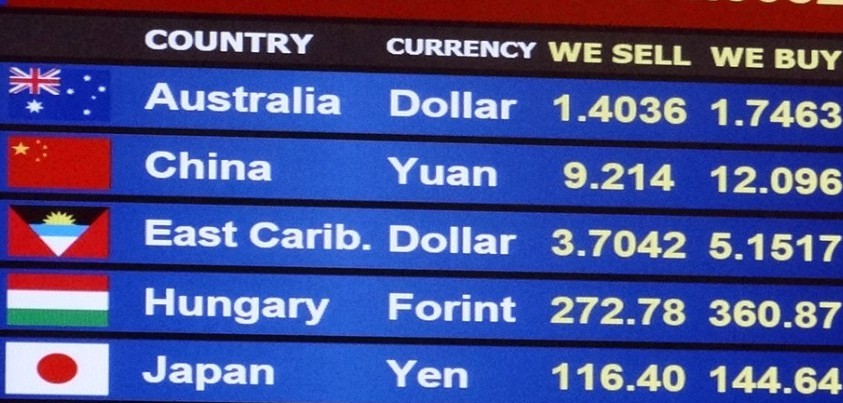 COUNTRY CURRENCY WE SELL WE BUY
Australia Dollar 1.4036 1.7463
China Yuan 9.214 12.096
East Carib. Dollar 3.7042 5.1517
Hungary Forint 272.78 360.87
Japan Yen 116.40 144.64